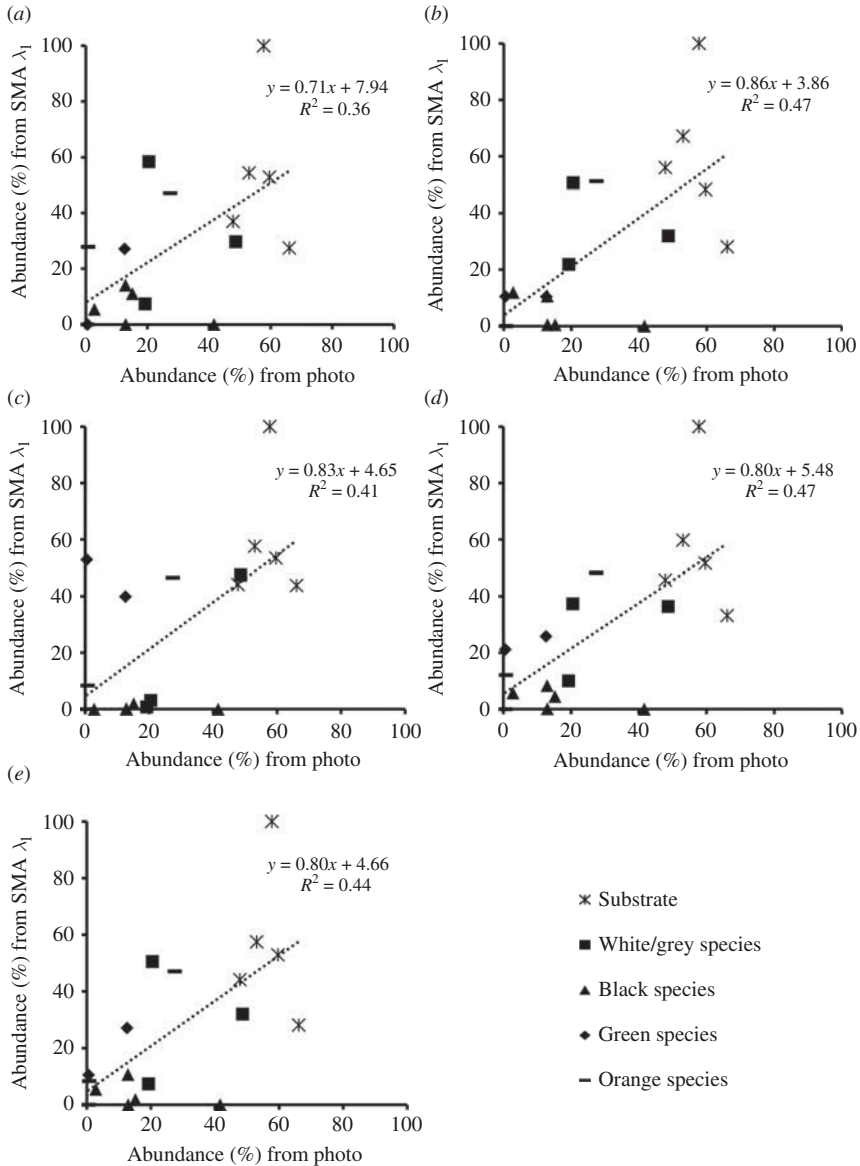 (a)
Abundance (%) from SMA λ1
100
80
60
40
20
0
y = 0.71x + 7.94
R² = 0.36
0 20 40 60 80 100
Abundance (%) from photo
(b)
Abundance (%) from SMA λ1
100
80
60
40
20
0
y = 0.86x + 3.86
R² = 0.47
0 20 40 60 80 100
Abundance (%) from photo
(c)
Abundance (%) from SMA λ1
100
80
60
40
20
0
y = 0.83x + 4.65
R² = 0.41
0 20 40 60 80 100
Abundance (%) from photo
(d)
Abundance (%) from SMA λ1
100
80
60
40
20
0
y = 0.80x + 5.48
R² = 0.47
0 20 40 60 80 100
Abundance (%) from photo
(e)
Abundance (%) from SMA λ1
100
80
60
40
20
0
y = 0.80x + 4.66
R² = 0.44
0 20 40 60 80 100
Abundance (%) from photo
Substrate
White/grey species
Black species
Green species
Orange species